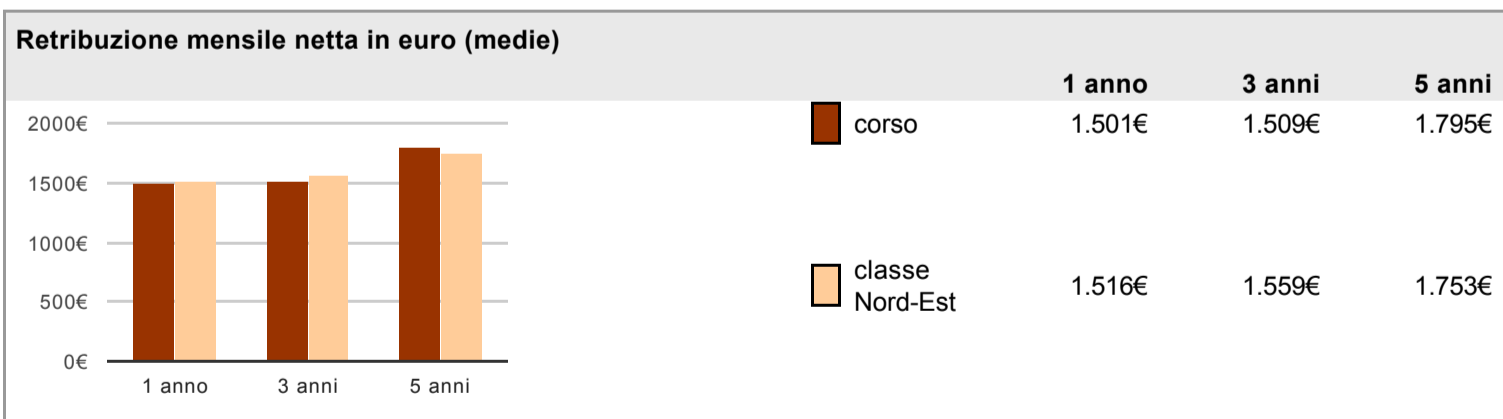 Retribuzione mensile netta in euro (medie)
1 anno 3 anni 5 anni
2000€
1500€
1000€
500€
0€
1 anno 3 anni 5 anni
corso 1.501€ 1.509€ 1.795€
classe
Nord-Est 1.516€ 1.559€ 1.753€